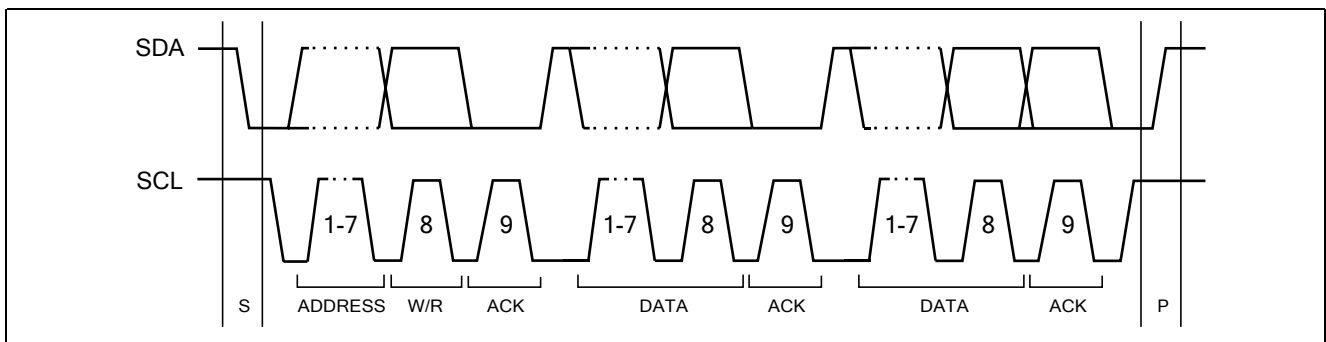 SDA
SCL
1-7 8 9 1-7 8 9 1-7 8 9
S ADDRESS W/R ACK DATA ACK DATA ACK P